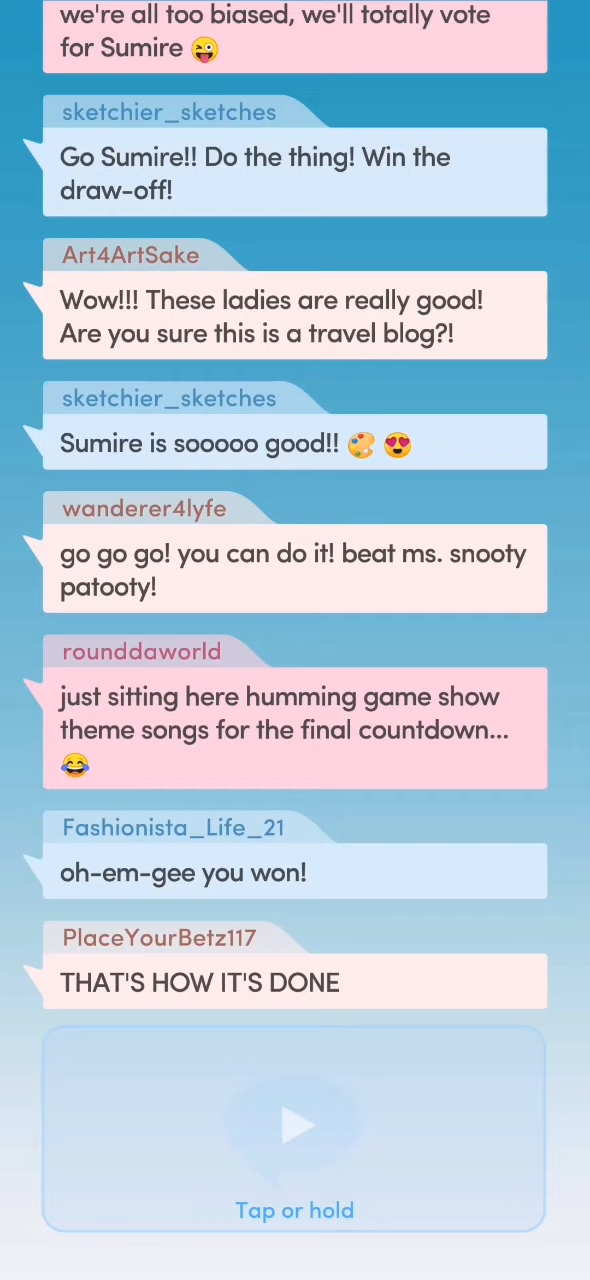 we're all too biased, we'll totally vote
for Sumire 😜
sketchier_sketches
Go Sumire!! Do the thing! Win the
draw-off!
Art4ArtSake
Wow!!! These ladies are really good!
Are you sure this is a travel blog?!
sketchier_sketches
Sumire is sooooo good!! 🎨 😍
wanderer4lyfe
go go go! you can do it! beat ms. snooty
patooty!
rounddaworld
just sitting here humming game show
theme songs for the final countdown...
😂
Fashionista_Life_21
oh-em-gee you won!
PlaceYourBetz117
THAT'S HOW IT'S DONE
Tap or hold